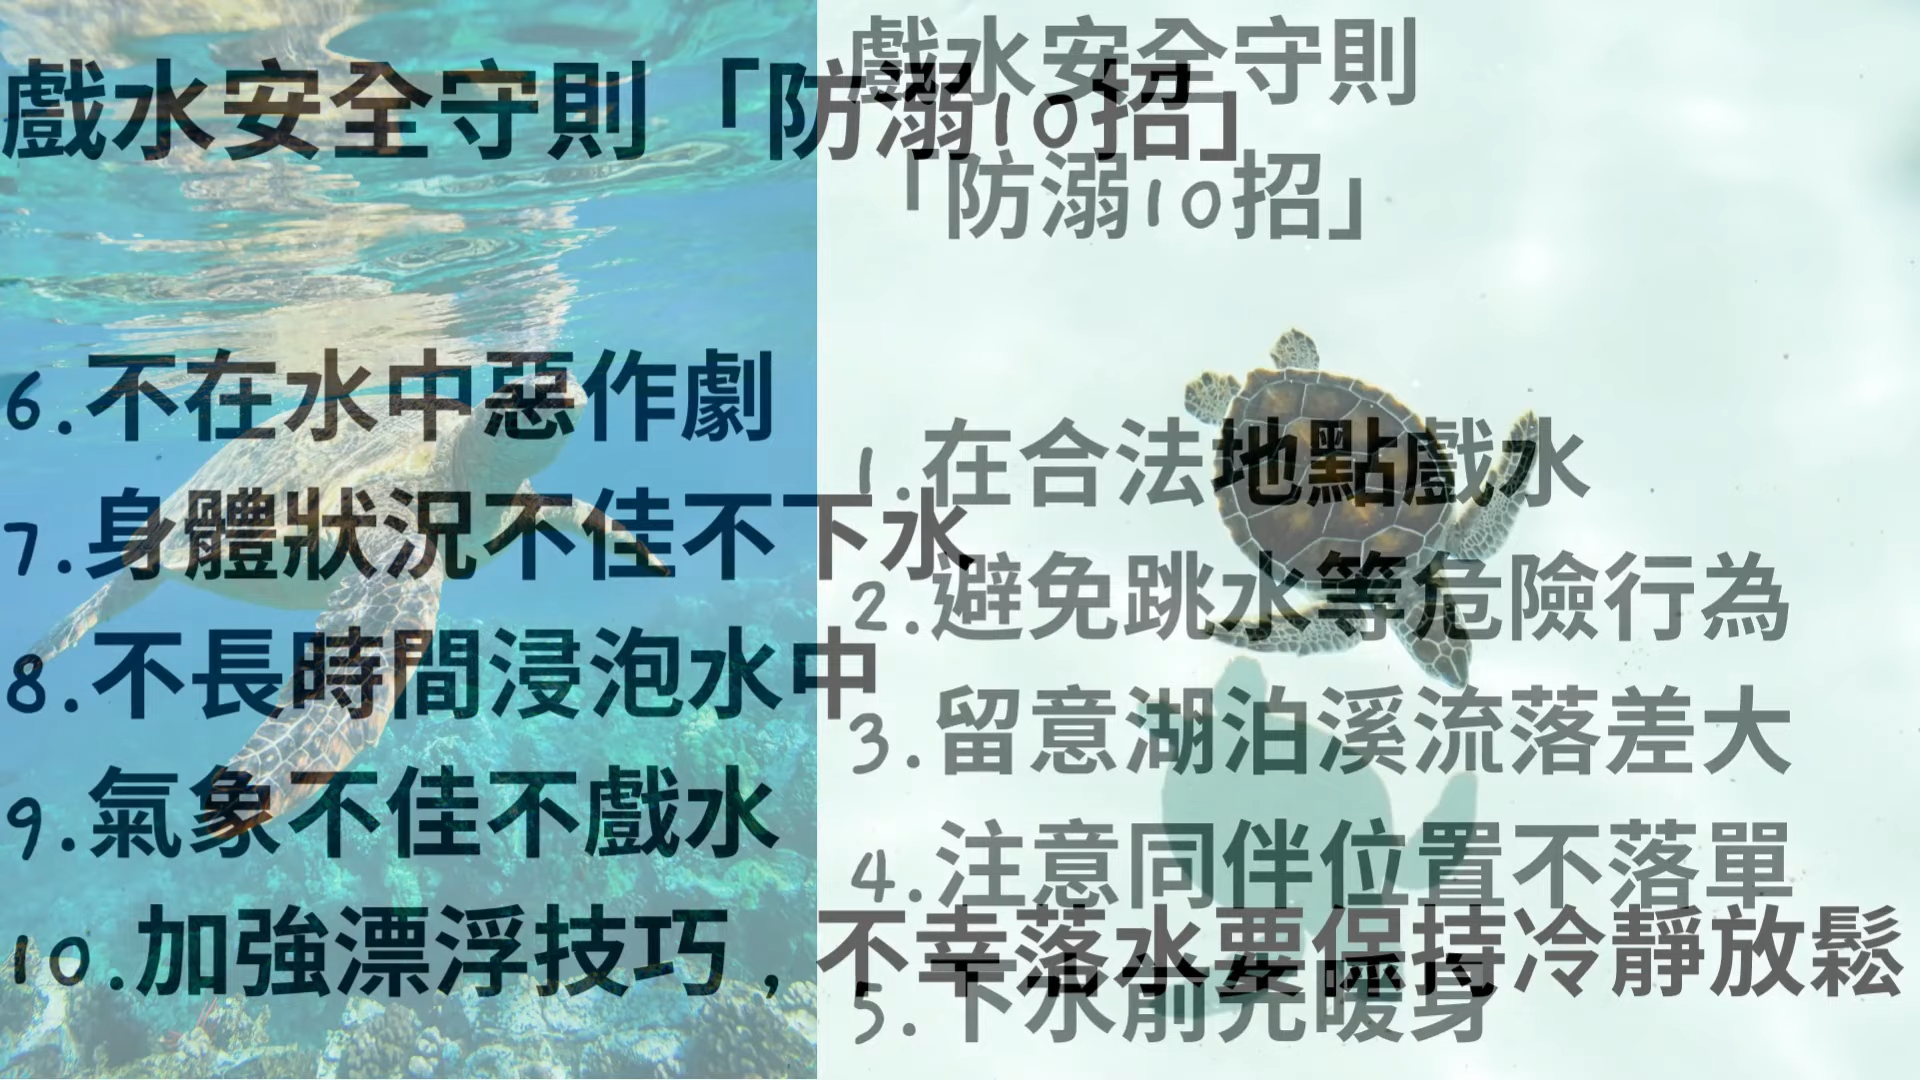 戲水安全守則「防溺10招」
6.不在水中惡作劇
7.身體狀況不佳不下水
8.不長時間浸泡水中
9.氣象不佳不戲水
10.加強漂浮技巧，不幸落水要保持冷靜放鬆
戲水安全守則
「防溺10招」
1.在合法地點戲水
2.避免跳水等危險行為
3.留意湖泊溪流落差大
4.注意同伴位置不落單
5.下水前先暖身